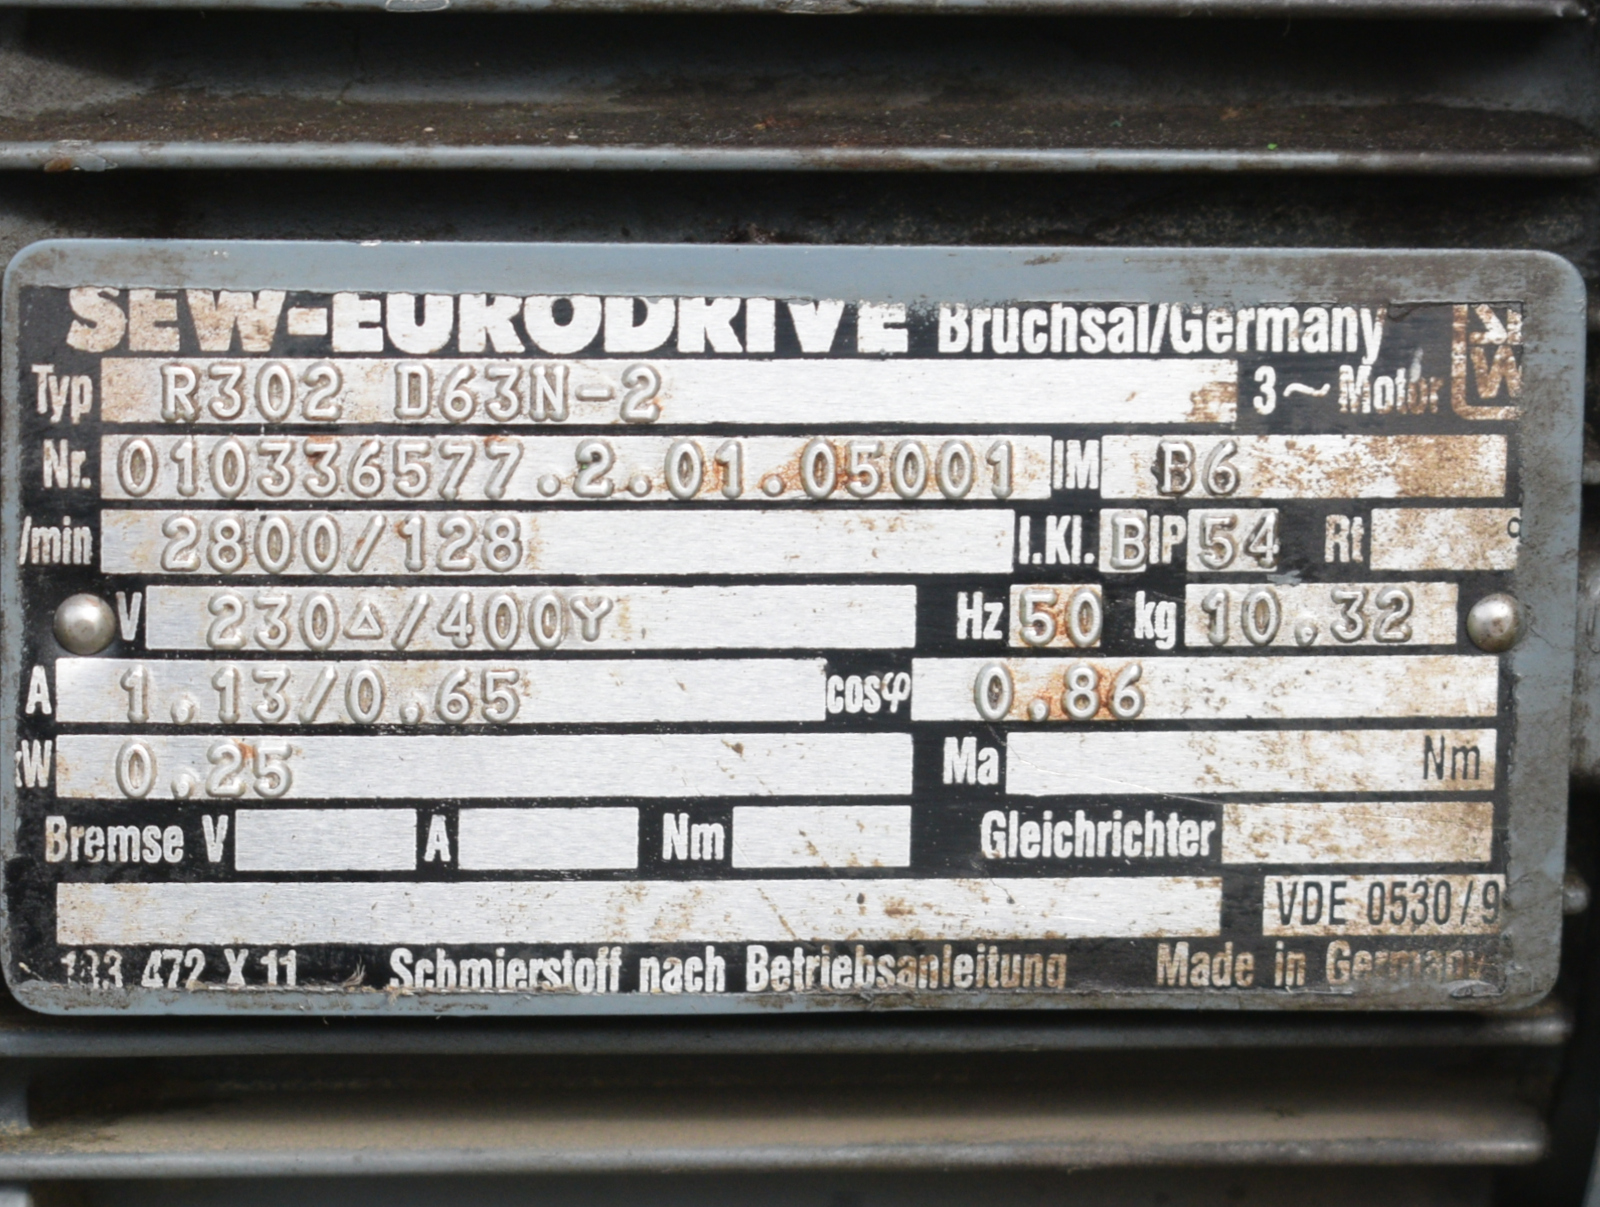 SEW-EURODRIVE Bruchsal/Germany
Typ R302 D63N-2 3~Motor
Nr. 010336577.2.01.05001 IM B6
/min 2800/128 I.Kl. B IP 54 Rt
V 230△/400Y Hz 50 kg 10.32
A 1.13/0.65 cosφ 0.86
kW 0.25 Ma Nm
Bremse V A Nm Gleichrichter
VDE 0530/9
472 X 11 Schmierstoff nach Betriebsanleitung Made in Germany